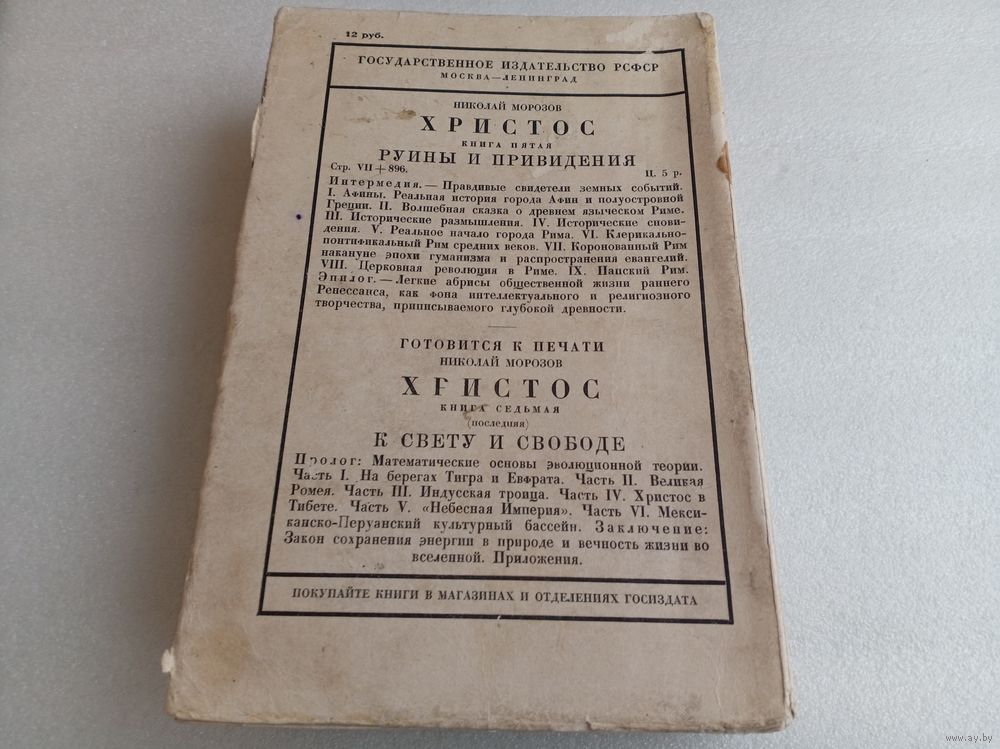 12 руб.
ГОСУДАРСТВЕННОЕ ИЗДАТЕЛЬСТВО РСФСР
МОСКВА—ЛЕНИНГРАД
НИКОЛАЙ МОРОЗОВ
ХРИСТОС
КНИГА ПЯТАЯ
РУИНЫ И ПРИВИДЕНИЯ
Стр. VII+896. Ц. 5 р.
Интермедия. — Правдивые свидетели земных событий.
I. Афины. Реальная история города Афин и полуостровной
Греции. II. Волшебная сказка о древнем языческом Риме.
III. Исторические размышления. IV. Исторические снови-
дения. V. Реальное начало города Рима. VI. Клерикально-
понтификальный Рим средних веков. VII. Коронованный Рим
накануне эпохи гуманизма и распространения евангелий.
VIII. Церковная революция в Риме. IX. Папский Рим.
Эпилог. — Легкие абрисы общественной жизни раннего
Ренессанса, как фона интеллектуального и религиозного
творчества, приписываемого глубокой древности.
ГОТОВИТСЯ К ПЕЧАТИ
НИКОЛАЙ МОРОЗОВ
ХРИСТОС
КНИГА СЕДЬМАЯ
(последняя)
К СВЕТУ И СВОБОДЕ
Пролог: Математические основы эволюционной теории.
Часть I. На берегах Тигра и Евфрата. Часть II. Великая
Ромея. Часть III. Индусская троица. Часть IV. Христос в
Тибете. Часть V. «Небесная Империя». Часть VI. Мекси-
канско-Перуанский культурный бассейн. Заключение:
Закон сохранения энергии в природе и вечность жизни во
вселенной. Приложения.
ПОКУПАЙТЕ КНИГИ В МАГАЗИНАХ И ОТДЕЛЕНИЯХ ГОСИЗДАТА
www.ay.by